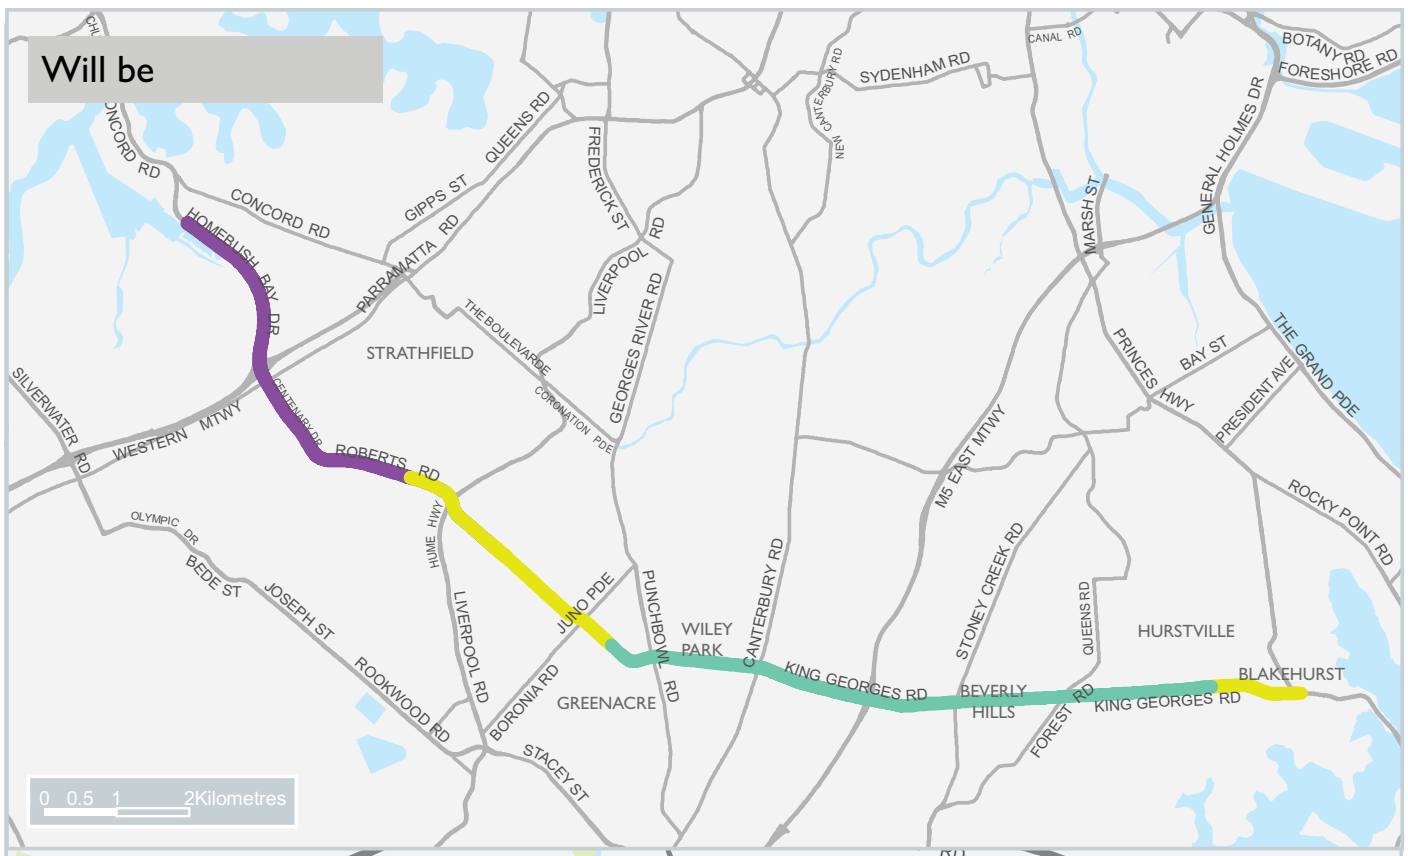 Will be
CHU
CONCORD RD
CONCORD RD
HOMEBUSH BAY DR
QUEENS RD
GIPPS ST
PARRAMATTA RD
FREDERICK ST
LIVERPOOL RD
GEORGES RIVER RD
THE BOULEVARDE
CORONATION PDE
STRATHFIELD
NEW CANTERBURY RD
SYDENHAM RD
CANAL RD
BOTANY RD
FORESHORE RD
GENERAL HOLMES DR
MARSH ST
PRINCES HWY
BAY ST
PRESIDENT AVE
THE GRAND PDE
ROCKY POINT RD
SILVERWATER RD
WESTERN MTWY
CENTENARY DR
ROBERTS RD
HUME HWY
OLYMPIC DR
BEDE ST
JOSEPH ST
ROOKWOOD RD
LIVERPOOL RD
BORONIA RD
JUNO PDE
STACEY ST
GREENACRE
PUNCHBOWL RD
WILEY
PARK
CANTERBURY RD
M5 EAST MTWY
STONEY CREEK RD
KING GEORGES RD
BEVERLY
HILLS
FOREST RD
QUEENS RD
KING GEORGES RD
HURSTVILLE
BLAKEHURST
0 0.5 1 2Kilometres
RD